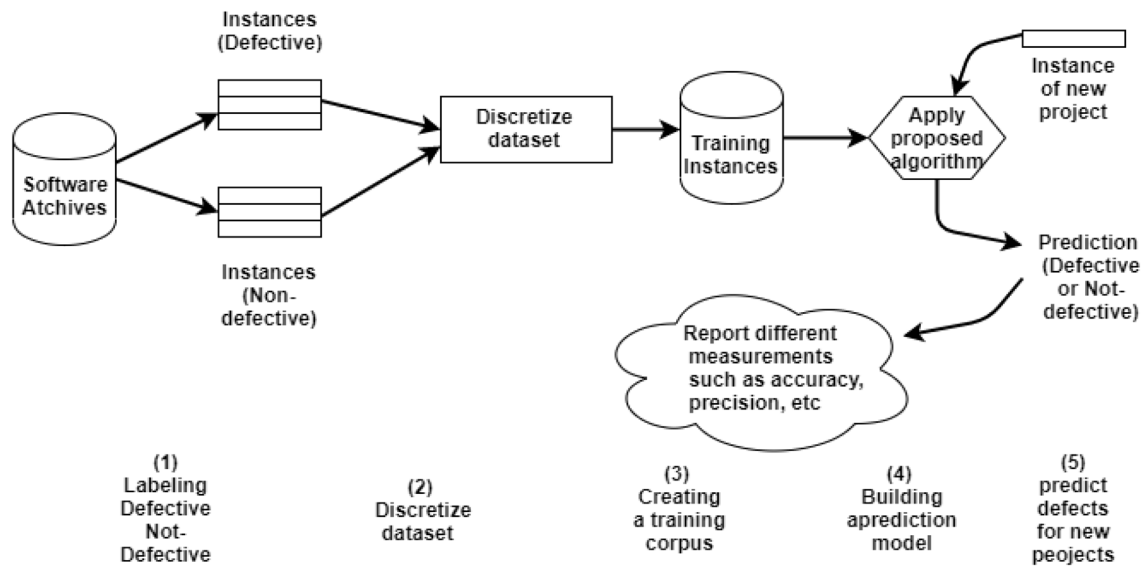 Instances
(Defective)
Software
Atchives
Instances
(Non-
defective)
Discretize
dataset
Training
Instances
Apply
proposed
algorithm
Instance
of new
project
Prediction
(Defective
or Not-
defective)
Report different
measurements
such as accuracy,
precision, etc
(1)
Labeling
Defective
Not-
Defective
(2)
Discretize
dataset
(3)
Creating
a training
corpus
(4)
Building
aprediction
model
(5)
predict
defects
for new
peojects